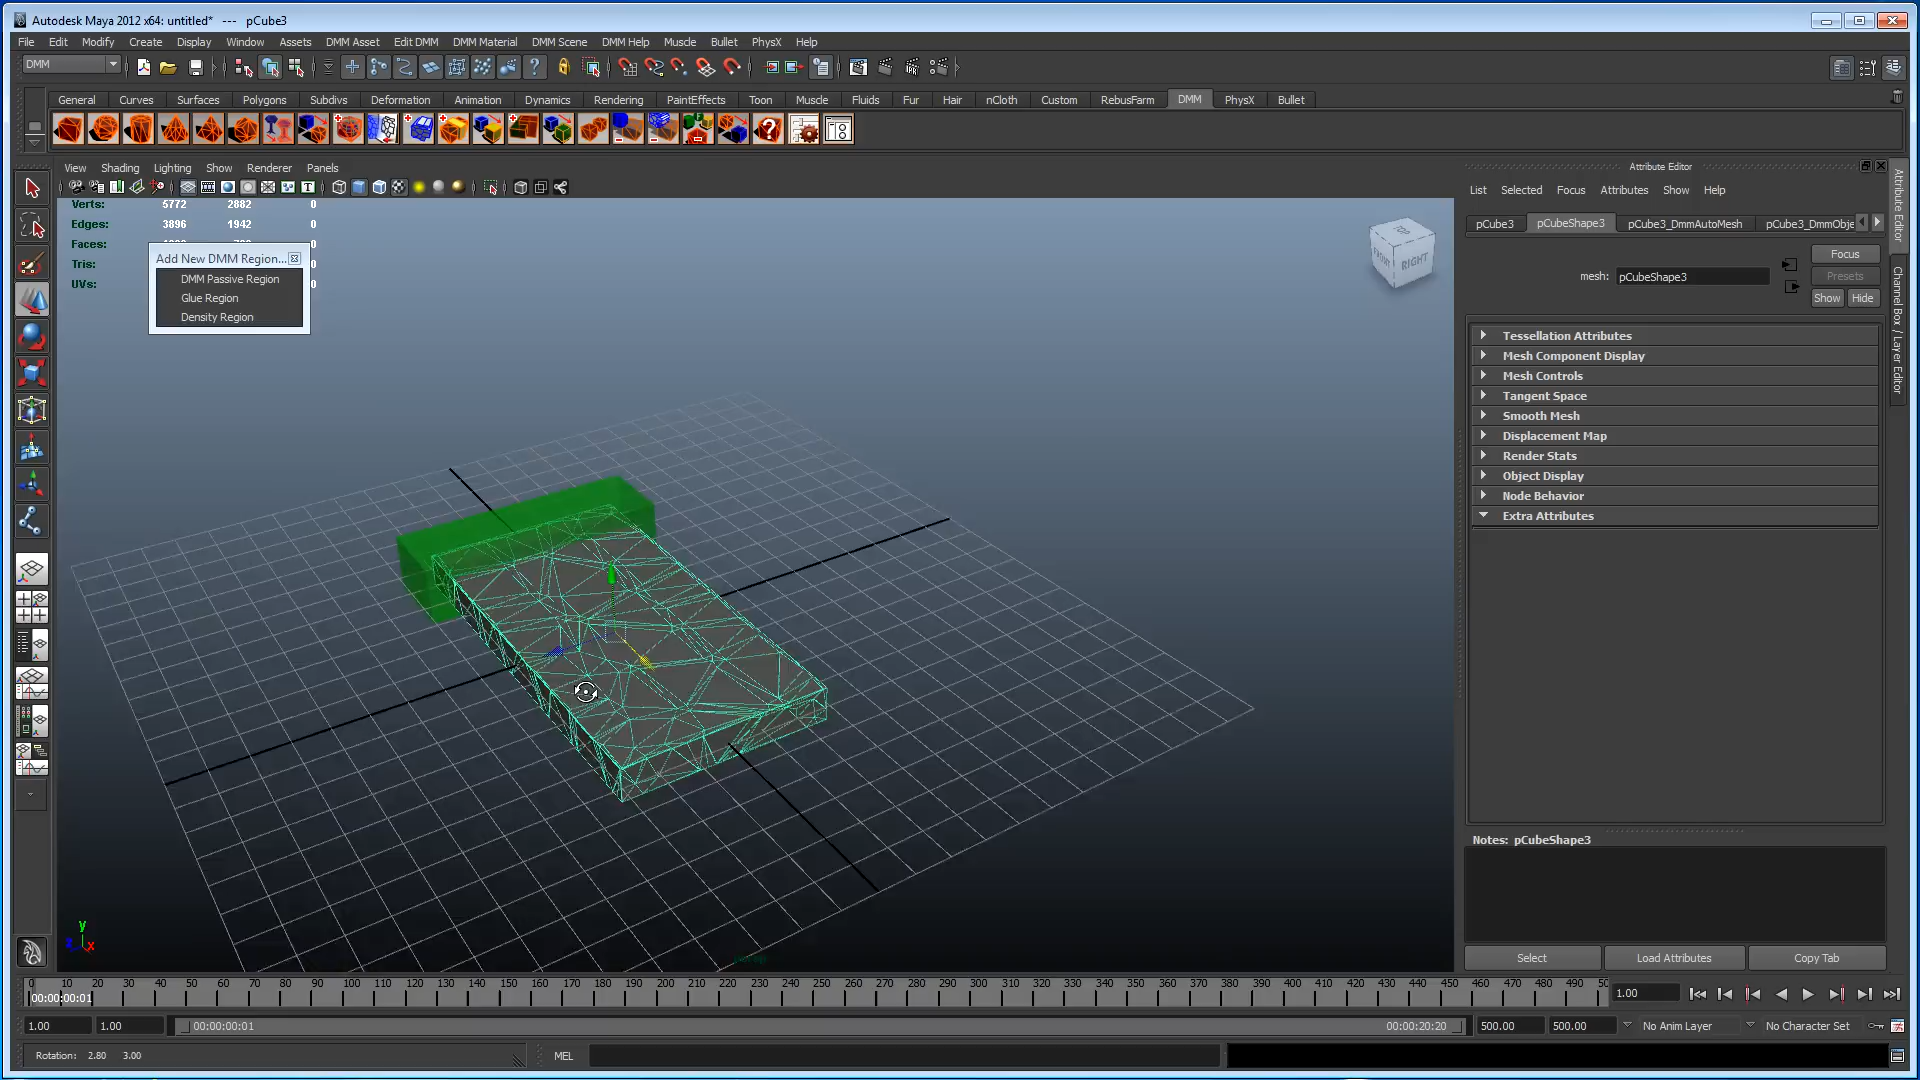 Autodesk Maya 2012 x64: untitled* --- pCube3
File Edit Modify Create Display Window Assets DMM Asset Edit DMM DMM Material DMM Scene DMM Help Muscle Bullet PhysX Help
DMM
General Curves Surfaces Polygons Subdivs Deformation Animation Dynamics Rendering PaintEffects Toon Muscle Fluids Fur Hair nCloth Custom RebusFarm DMM PhysX Bullet
View Shading Lighting Show Renderer Panels
Verts: 5772 2882 0
Edges: 3896 1942 0
Faces: 0
Tris: 0
UVs: 0
Add New DMM Region...
DMM Passive Region
Glue Region
Density Region
TOP
FRONT
RIGHT
y
x
Attribute Editor
List Selected Focus Attributes Show Help
pCube3 pCubeShape3 pCube3_DmmAutoMesh pCube3_DmmObje
Focus
mesh: pCubeShape3
Presets
Show Hide
Tessellation Attributes
Mesh Component Display
Mesh Controls
Tangent Space
Smooth Mesh
Displacement Map
Render Stats
Object Display
Node Behavior
Extra Attributes
Notes: pCubeShape3
Select Load Attributes Copy Tab
Attribute Editor
Channel Box / Layer Editor
0 10 20 30 40 50 60 70 80 90 100 110 120 130 140 150 160 170 180 190 200 210 220 230 240 250 260 270 280 290 300 310 320 330 340 350 360 370 380 390 400 410 420 430 440 450 460 470 480 490 50
00:00:00:01
1.00
1.00 1.00 00:00:00:01 00:00:20:20 500.00 500.00 No Anim Layer No Character Set
Rotation: 2.80 3.00 MEL